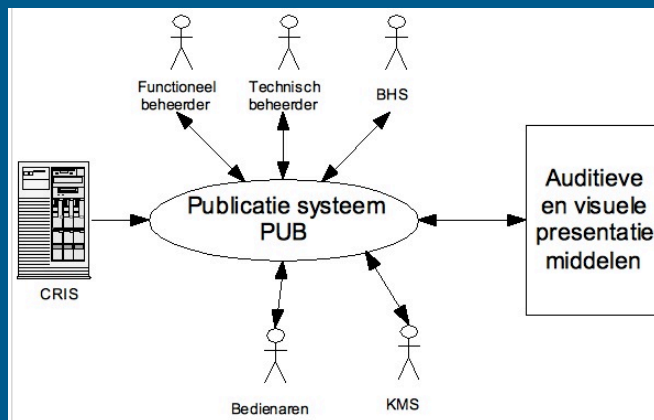 Functioneel
beheerder
Technisch
beheerder
BHS
Publicatie systeem
PUB
Auditieve
en visuele
presentatie
middelen
CRIS
Bedienaren
KMS